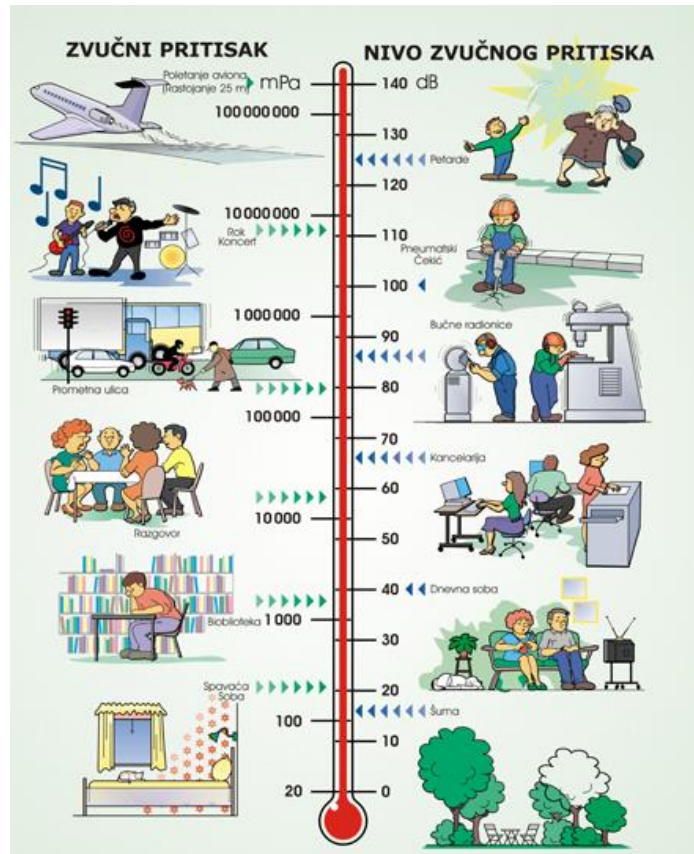 ZVUČNI PRITISAK
NIVO ZVUČNOG PRITISKA
Poletanje aviona
(Rastojanje 25 m)
mPa
140 dB
100 000 000
130
Petarde
120
10 000 000
Rok
Koncert
110
Pneumatski
Čekić
100
1 000 000
90
Bučne radionice
Prometna ulica
80
100 000
70
Kancelarija
60
10 000
Razgovor
50
40
Dnevna soba
Bioblioteka
1 000
30
Spavaća
Soba
20
Šuma
100
10
20
0